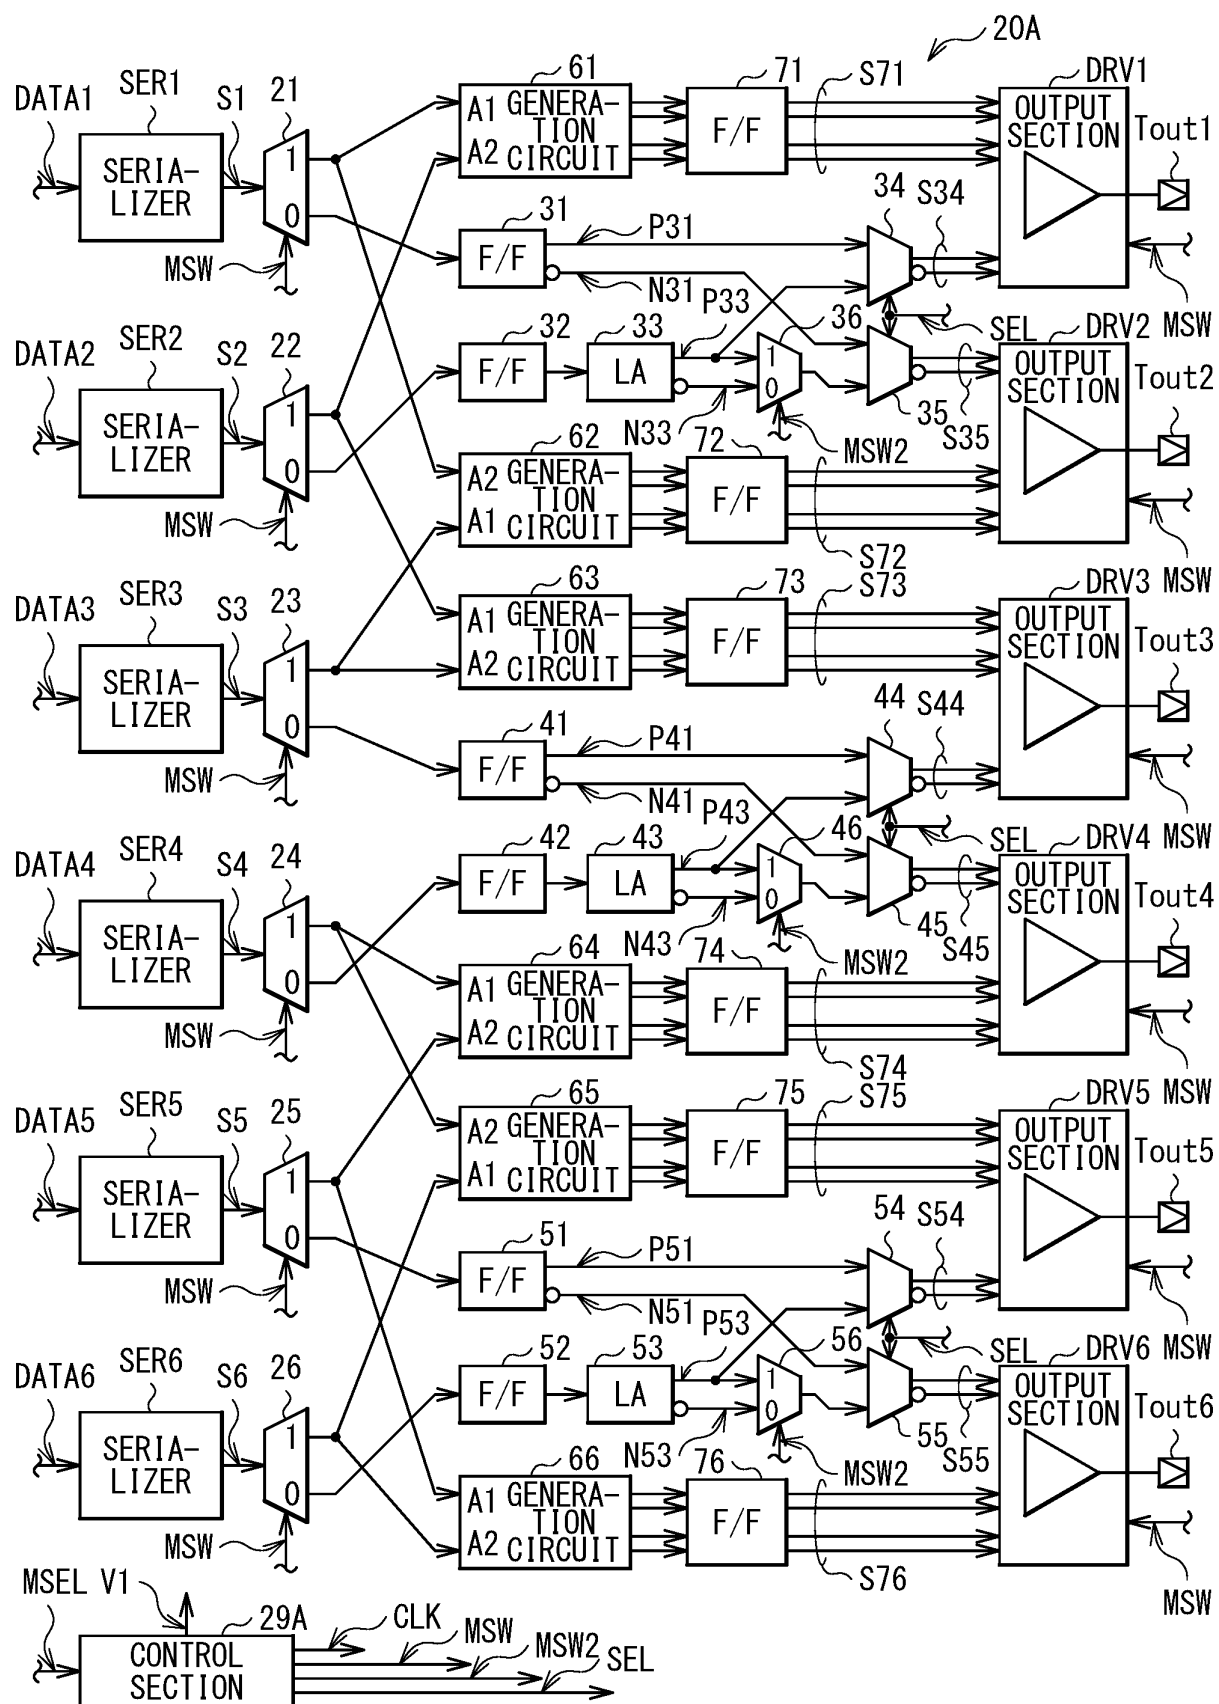 20A
DATA1 SER1 S1 21 61 71 S71 DRV1
SERIA-
LIZER
1
0
MSW
A1 GENERA-
TION
A2 CIRCUIT
F/F
OUTPUT
SECTION
Tout1
31 P31 34 S34
F/F
N31 P33 SEL MSW
DATA2 SER2 S2 22 32 33 36 DRV2
SERIA-
LIZER
1
0
MSW
F/F
LA
1
0
N33 MSW2 35 S35
OUTPUT
SECTION
Tout2
62 72
A2 GENERA-
TION
A1 CIRCUIT
F/F
S72
MSW
DATA3 SER3 S3 23 63 73 S73 DRV3
SERIA-
LIZER
1
0
MSW
A1 GENERA-
TION
A2 CIRCUIT
F/F
OUTPUT
SECTION
Tout3
41 P41 44 S44
F/F
N41 P43 SEL MSW
DATA4 SER4 S4 24 42 43 46 DRV4
SERIA-
LIZER
1
0
MSW
F/F
LA
1
0
N43 MSW2 45 S45
OUTPUT
SECTION
Tout4
64 74
A1 GENERA-
TION
A2 CIRCUIT
F/F
S74
MSW
DATA5 SER5 S5 25 65 75 S75 DRV5
SERIA-
LIZER
1
0
MSW
A2 GENERA-
TION
A1 CIRCUIT
F/F
OUTPUT
SECTION
Tout5
51 P51 54 S54
F/F
N51 P53 SEL MSW
DATA6 SER6 S6 26 52 53 56 DRV6
SERIA-
LIZER
1
0
MSW
F/F
LA
1
0
N53 MSW2 55 S55
OUTPUT
SECTION
Tout6
66 76
A1 GENERA-
TION
A2 CIRCUIT
F/F
S76
MSW
MSEL V1 29A CLK MSW MSW2 SEL
CONTROL
SECTION